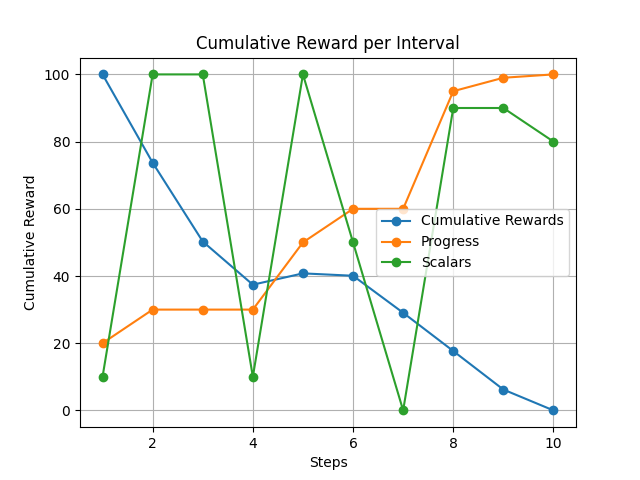 Cumulative Reward per Interval
100
80
60
40
20
0
Cumulative Reward
Cumulative Rewards
Progress
Scalars
2 4 6 8 10
Steps